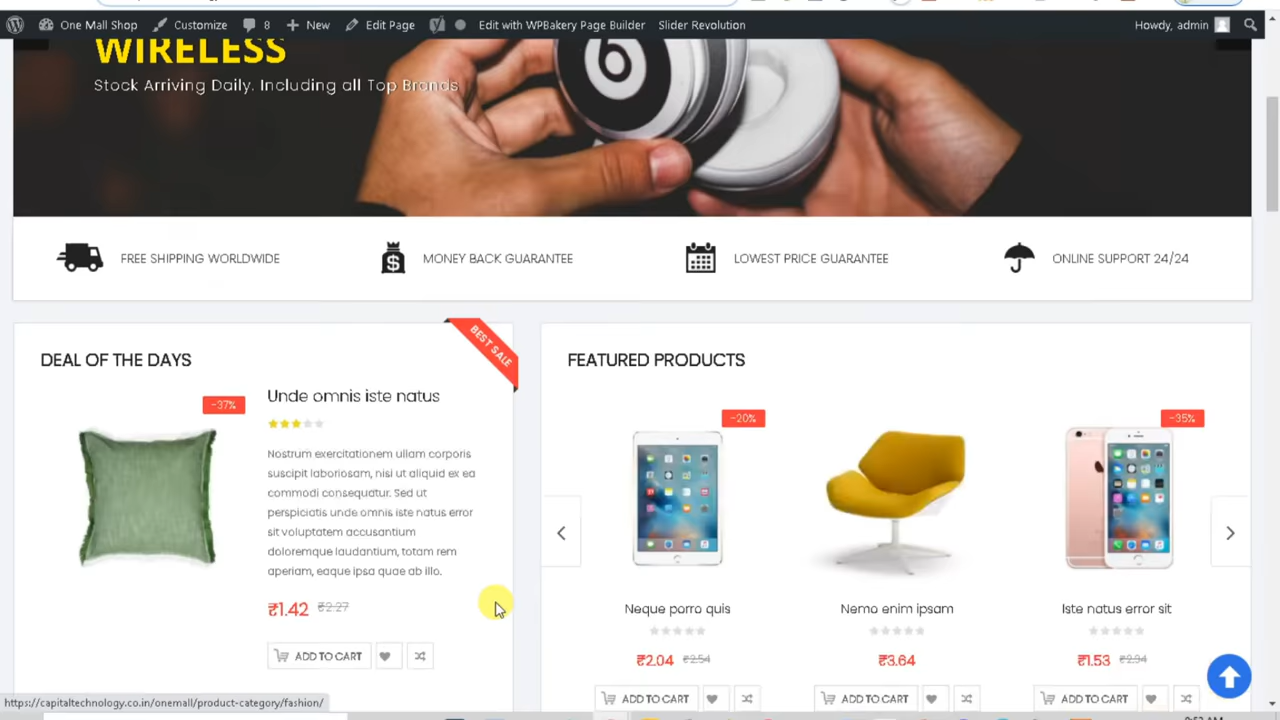 One Mall Shop Customize 8 New Edit Page Edit with WPBakery Page Builder Slider Revolution Howdy, admin
WIRELESS
Stock Arriving Daily. Including all Top Brands
FREE SHIPPING WORLDWIDE
MONEY BACK GUARANTEE
LOWEST PRICE GUARANTEE
ONLINE SUPPORT 24/24
DEAL OF THE DAYS
BEST SALE
-37%
Unde omnis iste natus
Nostrum exercitationem ullam corporis
suscipit laboriosam, nisi ut aliquid ex ea
commodi consequatur. Sed ut
perspiciatis unde omnis iste natus error
sit voluptatem accusantium
doloremque laudantium, totam rem
aperiam, eaque ipsa quae ab illo.
₹1.42 ₹2.27
ADD TO CART
FEATURED PRODUCTS
-20%
Neque porro quis
₹2.04 ₹2.54
ADD TO CART
Nemo enim ipsam
₹3.64
ADD TO CART
-35%
Iste natus error sit
₹1.53 ₹2.34
ADD TO CART
https://capitaltechnology.co.in/onemall/product-category/fashion/